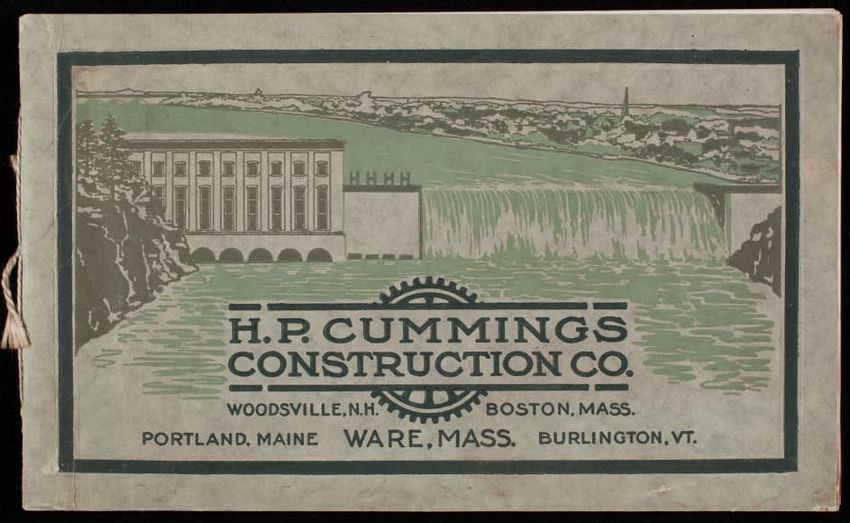 H.P. CUMMINGS
CONSTRUCTION CO.
WOODSVILLE, N.H. BOSTON, MASS.
PORTLAND, MAINE WARE, MASS. BURLINGTON, VT.